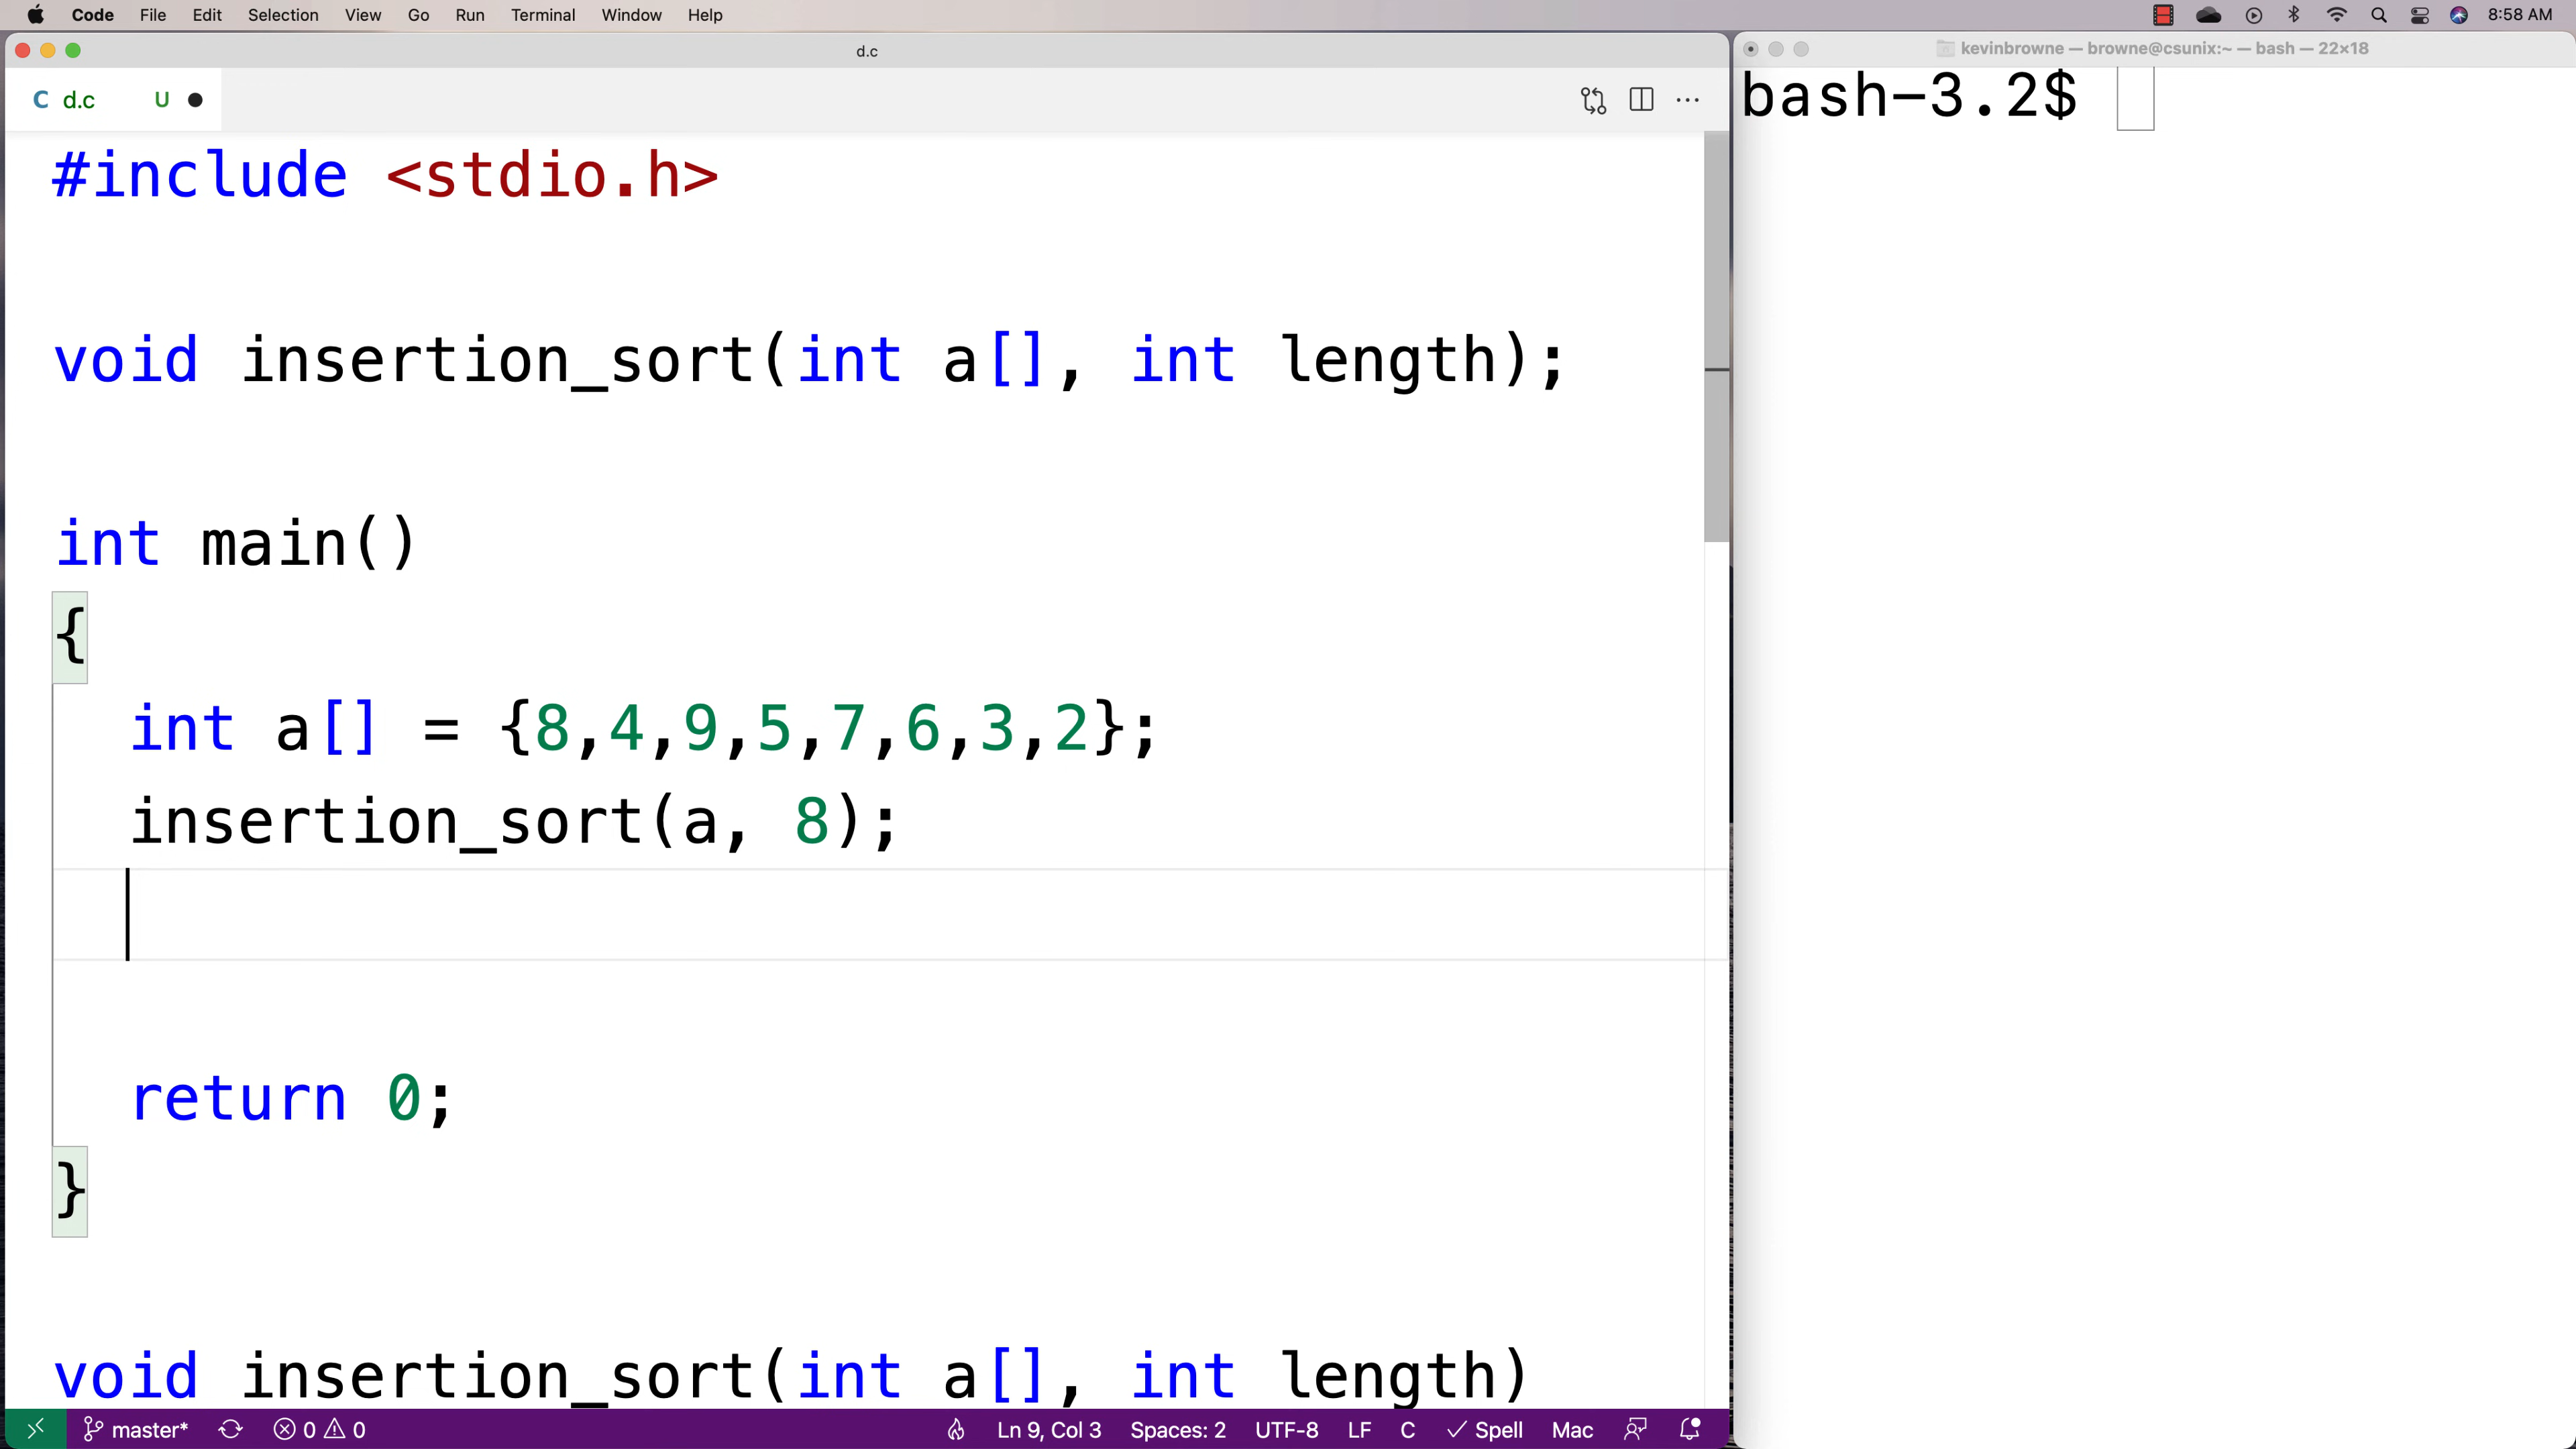 Code File Edit Selection View Go Run Terminal Window Help 8:58 AM
d.c
kevinbrowne — browne@csunix:~ — bash — 22×18
C d.c U
bash-3.2$
#include <stdio.h>
void insertion_sort(int a[], int length);
int main()
{
int a[] = {8,4,9,5,7,6,3,2};
insertion_sort(a, 8);
return 0;
}
void insertion_sort(int a[], int length)
master* 0 0 Ln 9, Col 3 Spaces: 2 UTF-8 LF C Spell Mac